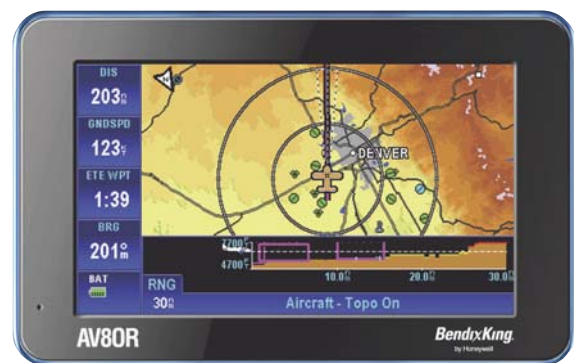 DIS
203
GNDSPD
123
ETE WPT
1:39
BRG
201°
BAT
N
DENVER
7700
4700
10.0
20.0
30.0
RNG
30
Aircraft - Topo On
AV8OR
BendixKing
by Honeywell